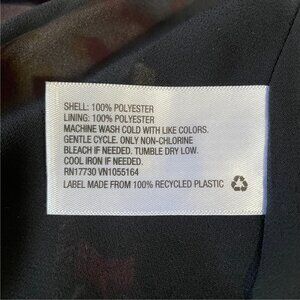 SHELL: 100% POLYESTER
LINING: 100% POLYESTER
MACHINE WASH COLD WITH LIKE COLORS.
GENTLE CYCLE. ONLY NON-CHLORINE
BLEACH IF NEEDED. TUMBLE DRY LOW.
COOL IRON IF NEEDED.
RN17730 VN1055164
LABEL MADE FROM 100% RECYCLED PLASTIC